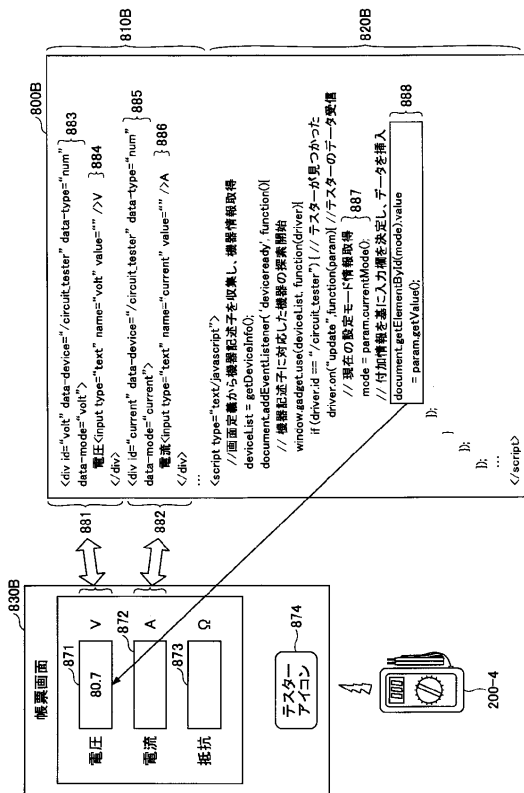 830B
帳票画面
871
電圧
80.7
V
872
電流
A
873
抵抗
Ω
テスター
アイコン
874
200-4
800B
810B
820B
881
882
<div id="volt" data-device="/circuit_tester" data-type="num"
data-mode="volt">
883
電圧<input type="text" name="volt" value="" />V
884
</div>
<div id="current" data-device="/circuit_tester" data-type="num"
data-mode="current">
885
電流<input type="text" name="current" value="" />A
886
</div>
...
<script type="text/javascript">
//画面定義から機器記述子を収集し、機器情報取得
deviceList = getDeviceInfo();
document.addEventListener('deviceready', function(){
// 機器記述子に対応した機器の探索開始
window.gadget.use(deviceList, function(driver){
if (driver.id == "/circuit_tester") { // テスターが見つかった
driver.on("update",function(param){ //テスターのデータ受信
// 現在の設定モード情報取得
mode = param.currentMode();
887
// 付加情報を基に入力欄を決定し、データを挿入
document.getElementById(mode).value
= param.getValue();
888
});
}
});
});
...
</script>